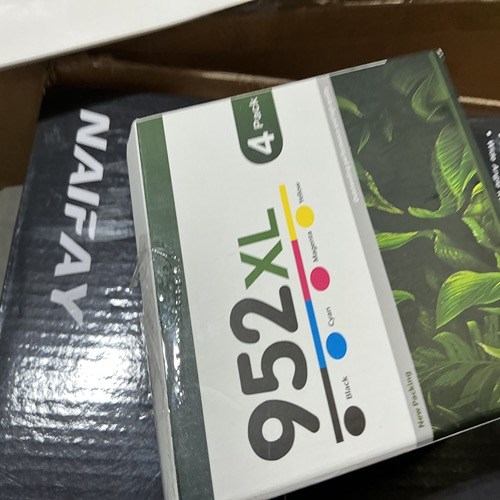 NAIFAY
4 Pack
952XL
Black
Cyan
Magenta
Yellow
New Packing